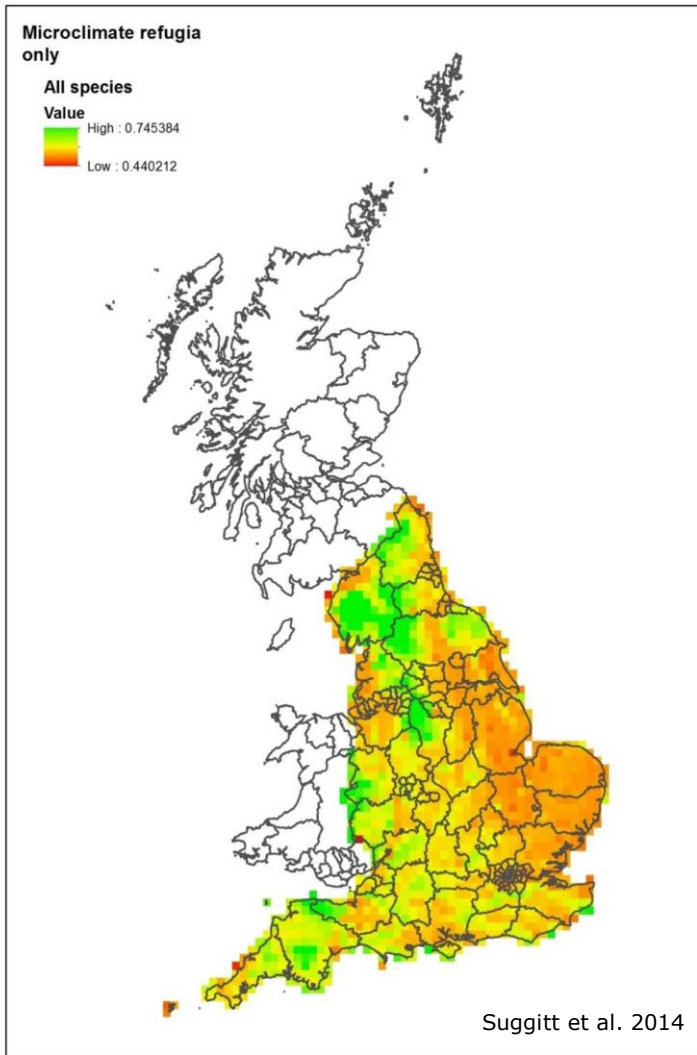 Microclimate refugia
only
All species
Value
High : 0.745384
Low : 0.440212
Suggitt et al. 2014